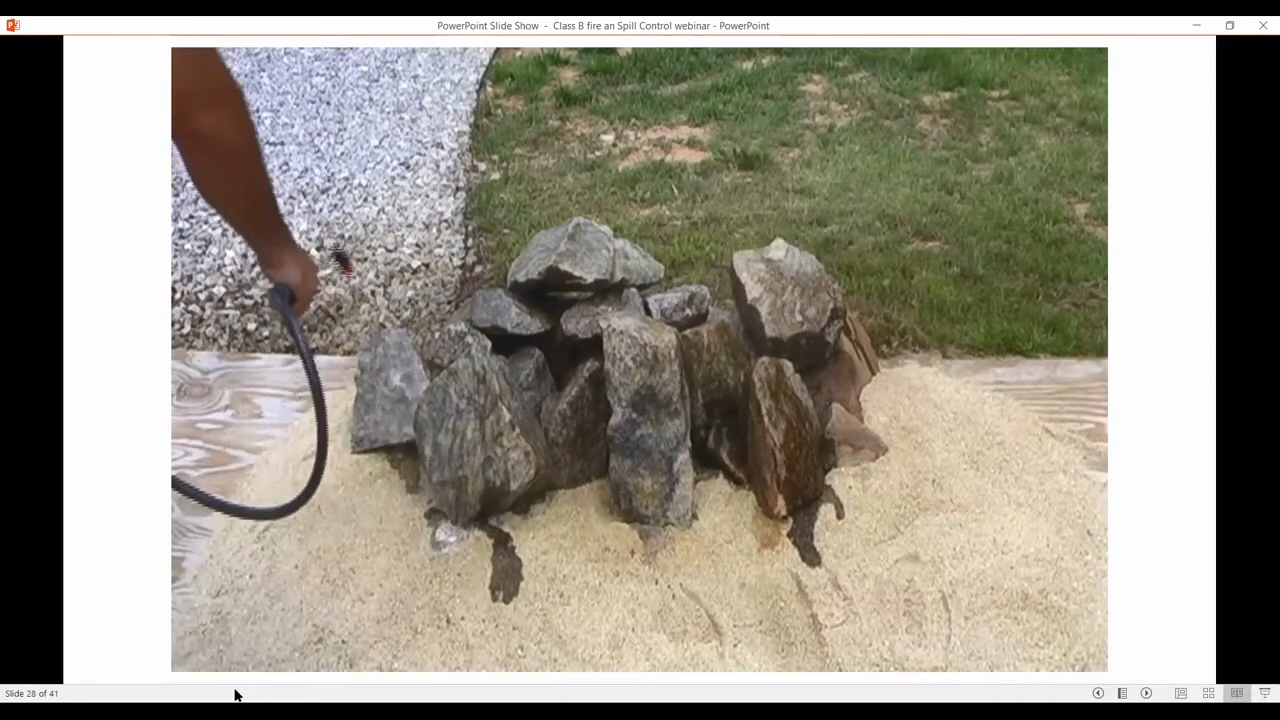 PowerPoint Slide Show - Class B fire an Spill Control webinar - PowerPoint
Slide 28 of 41